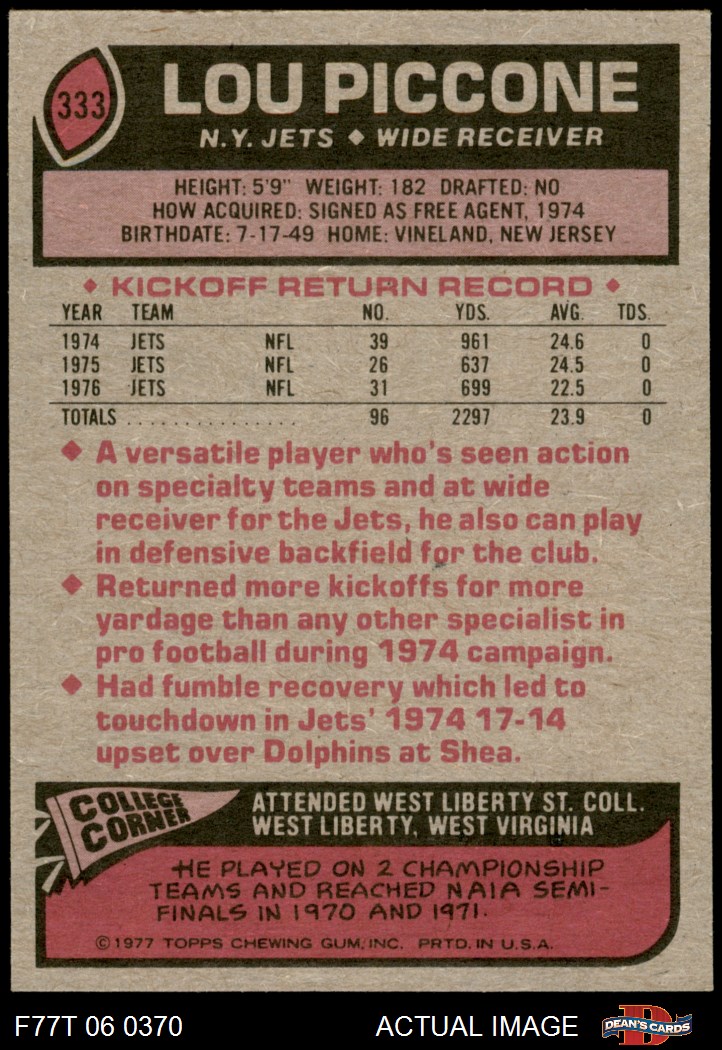 333
LOU PICCONE
N.Y. JETS ◆ WIDE RECEIVER
HEIGHT: 5'9" WEIGHT: 182 DRAFTED: NO
HOW ACQUIRED: SIGNED AS FREE AGENT, 1974
BIRTHDATE: 7-17-49 HOME: VINELAND, NEW JERSEY
◆ KICKOFF RETURN RECORD ◆
YEAR TEAM NO. YDS. AVG. TDS.
1974 JETS NFL 39 961 24.6 0
1975 JETS NFL 26 637 24.5 0
1976 JETS NFL 31 699 22.5 0
TOTALS ................ 96 2297 23.9 0
◆ A versatile player who's seen action
on specialty teams and at wide
receiver for the Jets, he also can play
in defensive backfield for the club.
◆ Returned more kickoffs for more
yardage than any other specialist in
pro football during 1974 campaign.
◆ Had fumble recovery which led to
touchdown in Jets' 1974 17-14
upset over Dolphins at Shea.
COLLEGE
CORNER
ATTENDED WEST LIBERTY ST. COLL.
WEST LIBERTY, WEST VIRGINIA
HE PLAYED ON 2 CHAMPIONSHIP
TEAMS AND REACHED NAIA SEMI-
FINALS IN 1970 AND 1971.
© 1977 TOPPS CHEWING GUM, INC. PRTD. IN U.S.A.
F77T 06 0370 ACTUAL IMAGE
D
DEAN'S CARDS